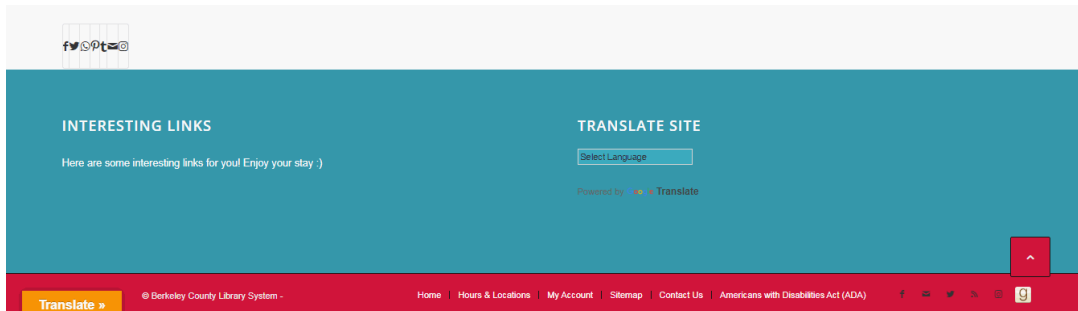 INTERESTING LINKS
Here are some interesting links for you! Enjoy your stay :)
TRANSLATE SITE
Select Language
Powered by Translate
Translate »
© Berkeley County Library System -
Home
Hours & Locations
My Account
Sitemap
Contact Us
Americans with Disabilities Act (ADA)